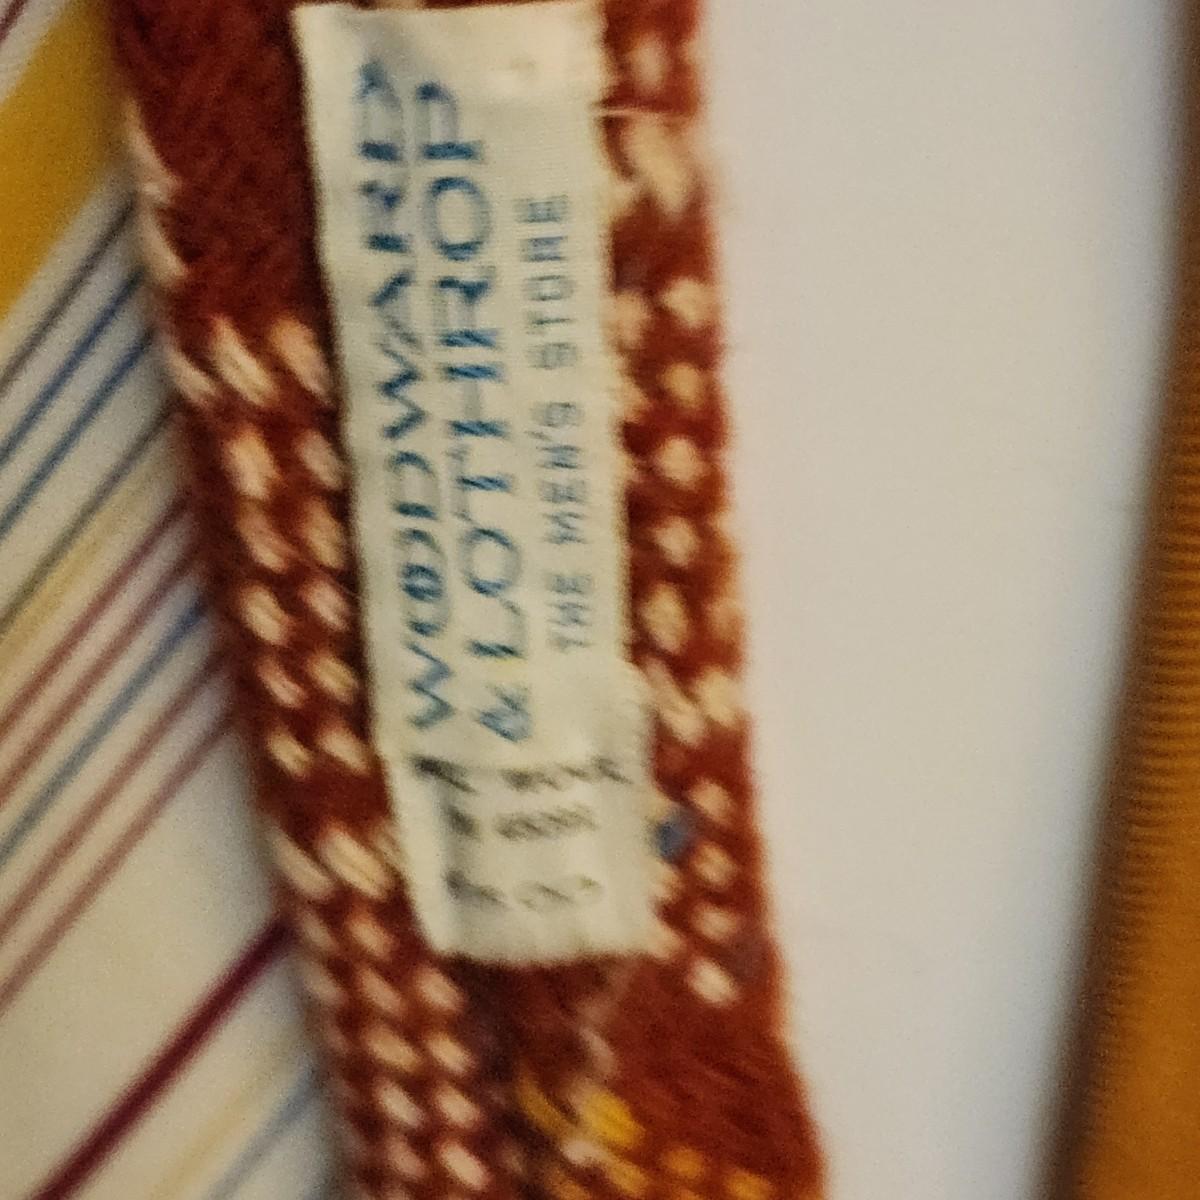 WOODWARD
& LOTHROP
THE MEN'S STORE